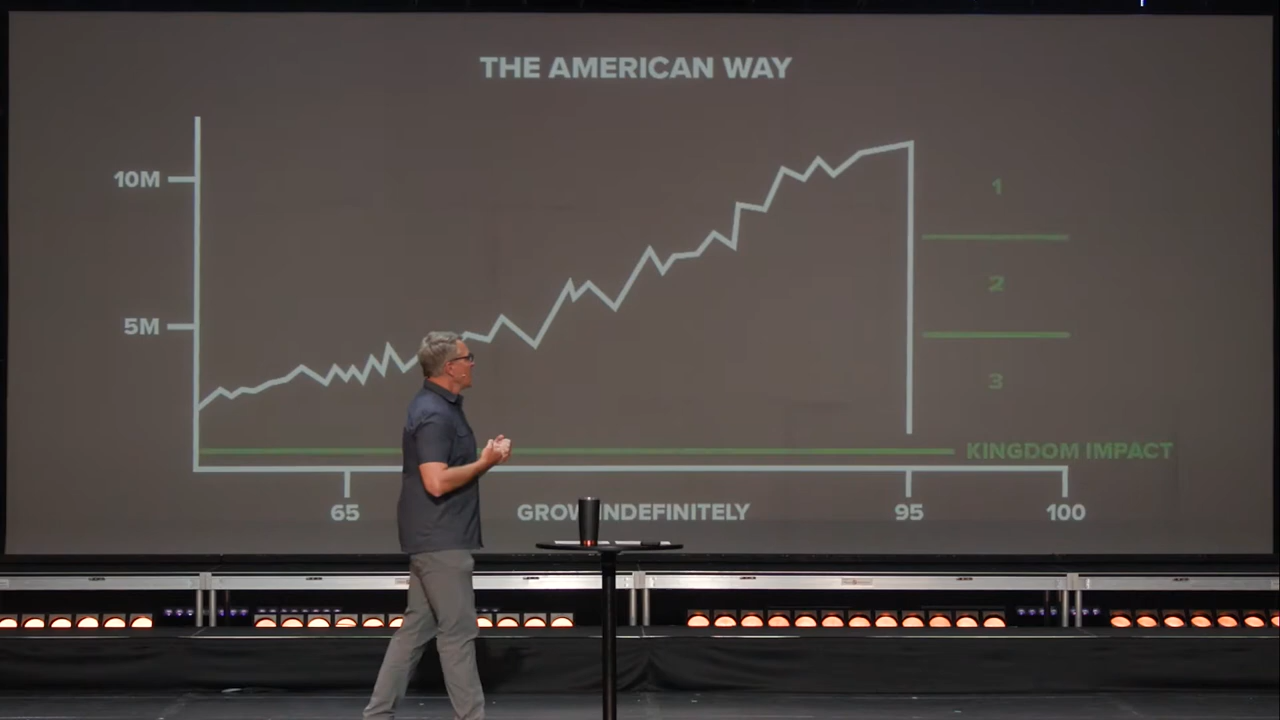 THE AMERICAN WAY
10M
1
2
5M
3
KINGDOM IMPACT
65
GROW INDEFINITELY
95
100